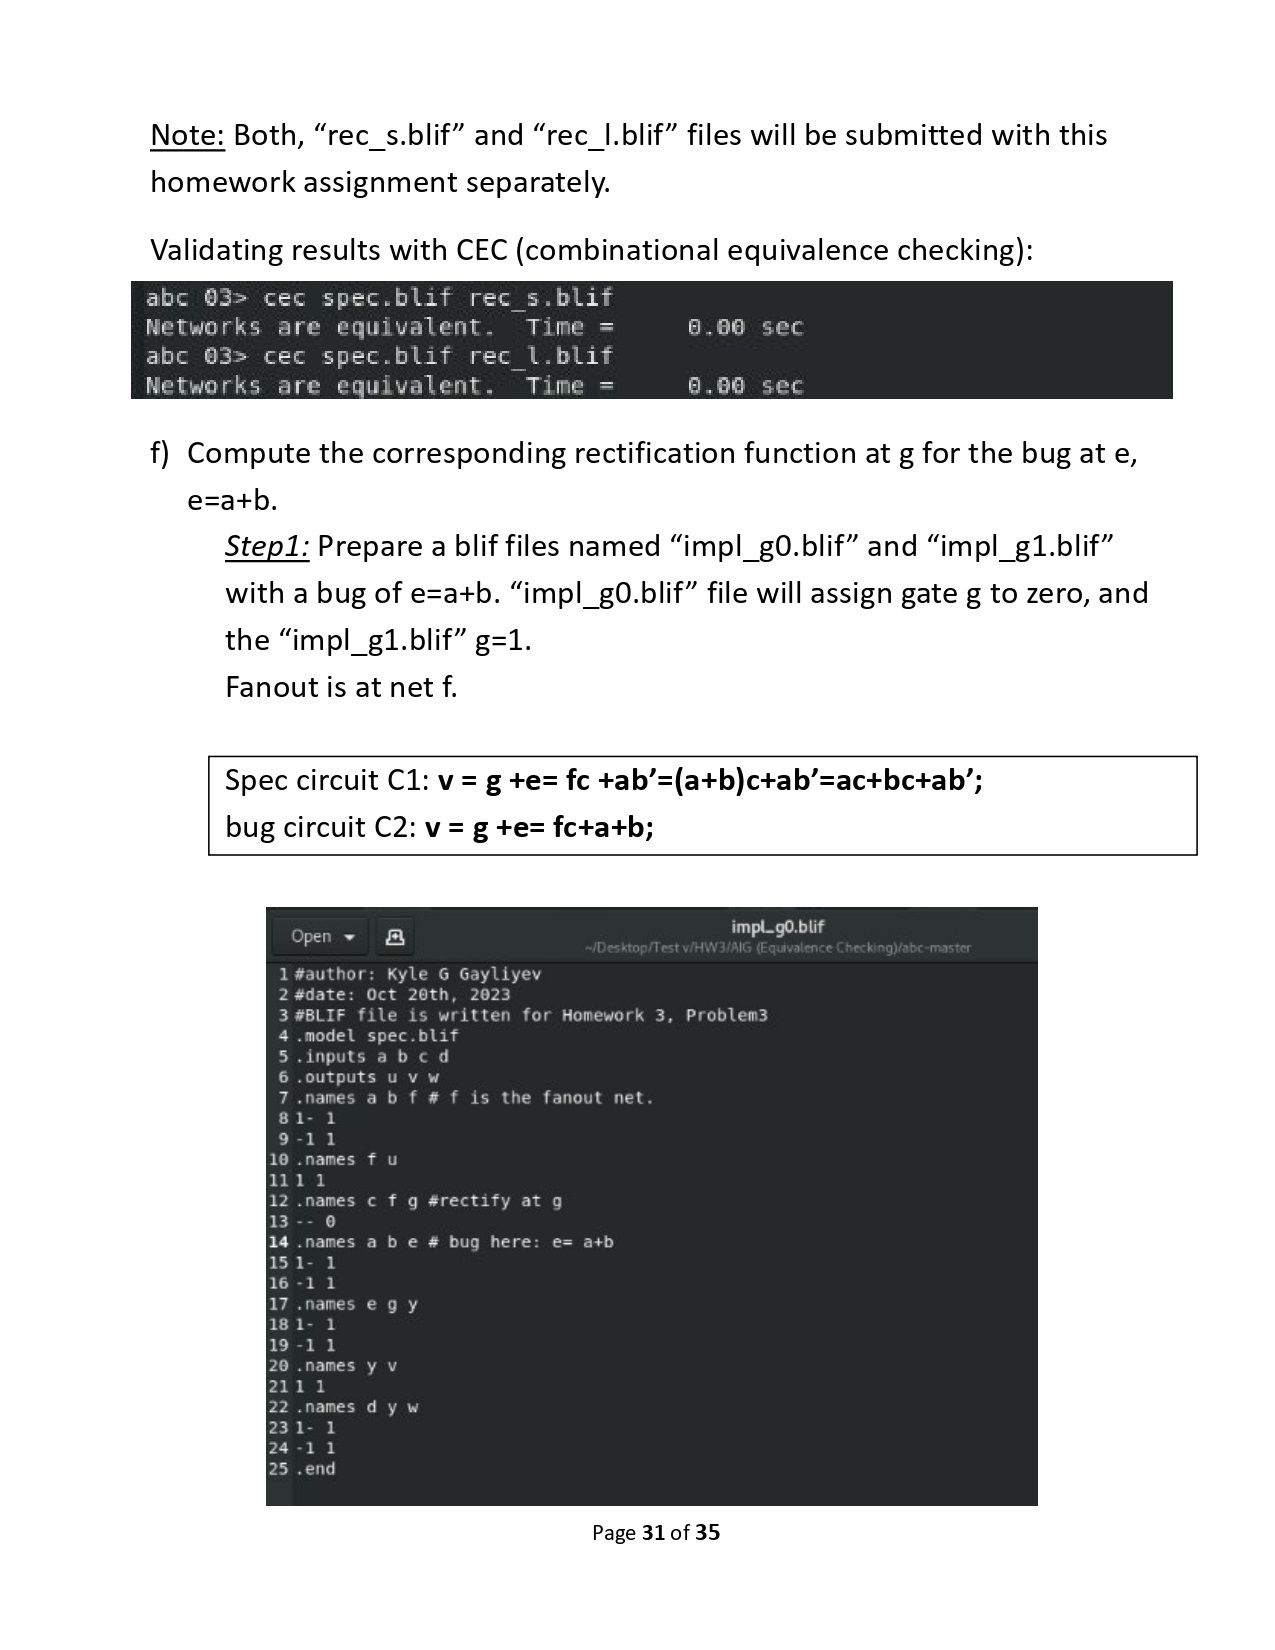 Note: Both, “rec_s.blif” and “rec_l.blif” files will be submitted with this
homework assignment separately.
Validating results with CEC (combinational equivalence checking):
abc 03> cec spec.blif rec_s.blif
Networks are equivalent. Time = 0.00 sec
abc 03> cec spec.blif rec_l.blif
Networks are equivalent. Time = 0.00 sec
f) Compute the corresponding rectification function at g for the bug at e,
e=a+b.
Step1: Prepare a blif files named “impl_g0.blif” and “impl_g1.blif”
with a bug of e=a+b. “impl_g0.blif” file will assign gate g to zero, and
the “impl_g1.blif” g=1.
Fanout is at net f.
Spec circuit C1: v = g +e= fc +ab’=(a+b)c+ab’=ac+bc+ab’;
bug circuit C2: v = g +e= fc+a+b;
Open
impl_g0.blif
~/Desktop/Test v/HW3/AIG (Equivalence Checking)/abc-master
1 #author: Kyle G Gayliyev
2 #date: Oct 20th, 2023
3 #BLIF file is written for Homework 3, Problem3
4 .model spec.blif
5 .inputs a b c d
6 .outputs u v w
7 .names a b f # f is the fanout net.
8 1- 1
9 -1 1
10 .names f u
11 1 1
12 .names c f g #rectify at g
13 -- 0
14 .names a b e # bug here: e= a+b
15 1- 1
16 -1 1
17 .names e g y
18 1- 1
19 -1 1
20 .names y v
21 1 1
22 .names d y w
23 1- 1
24 -1 1
25 .end
Page 31 of 35